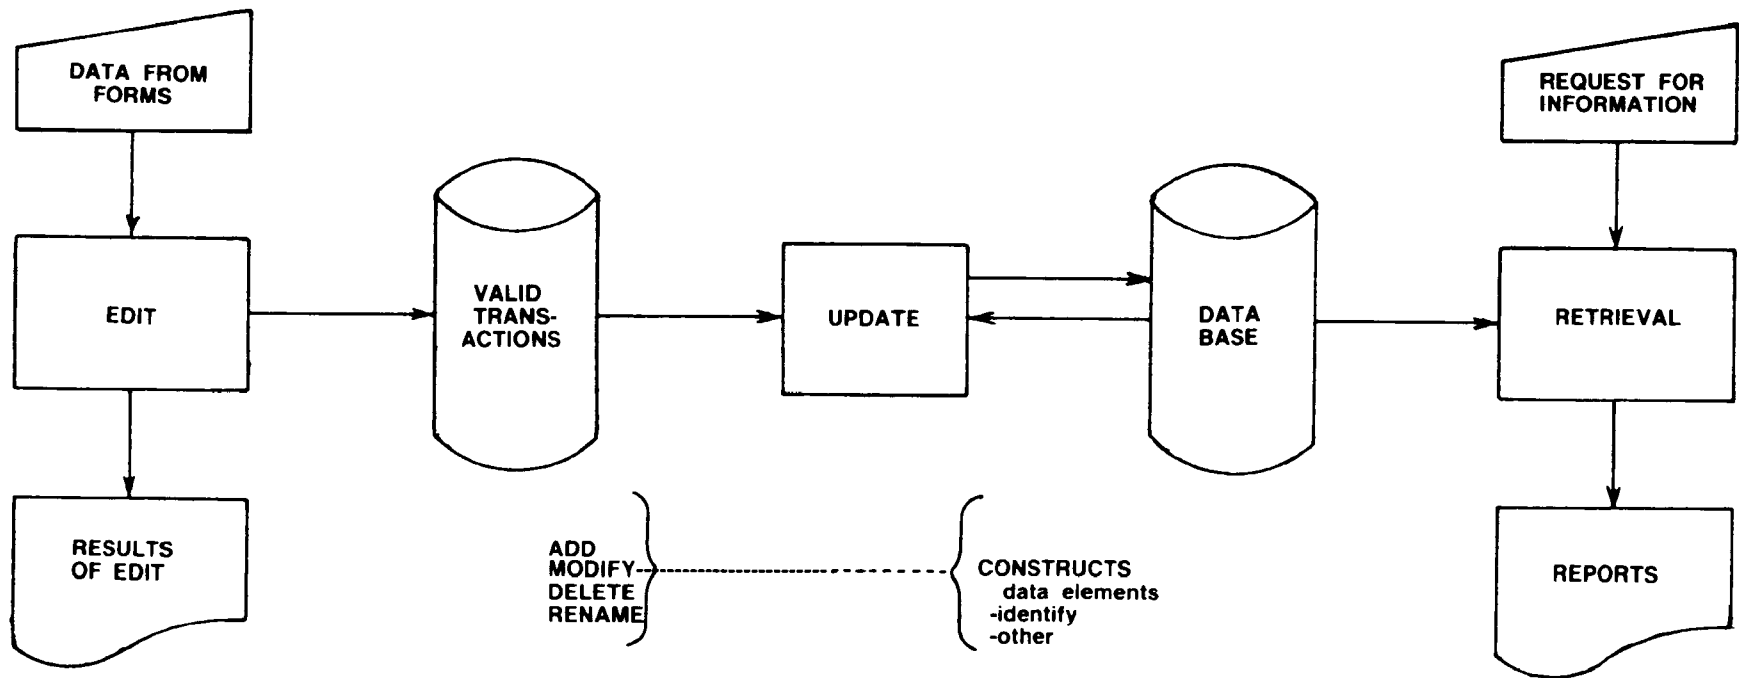 DATA FROM
FORMS
REQUEST FOR
INFORMATION
EDIT
VALID
TRANS-
ACTIONS
UPDATE
DATA
BASE
RETRIEVAL
RESULTS
OF EDIT
ADD
MODIFY
DELETE
RENAME
CONSTRUCTS
data elements
-identify
-other
REPORTS